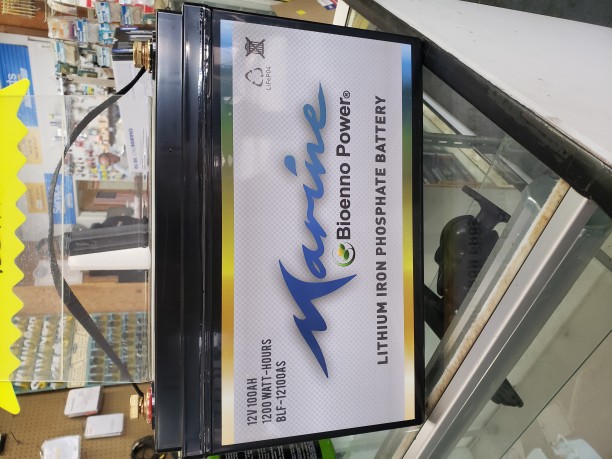 12V 100AH
1200 WATT-HOURS
BLF-12100AS
LiFePO4
Marine
Bioenno Power®
LITHIUM IRON PHOSPHATE BATTERY